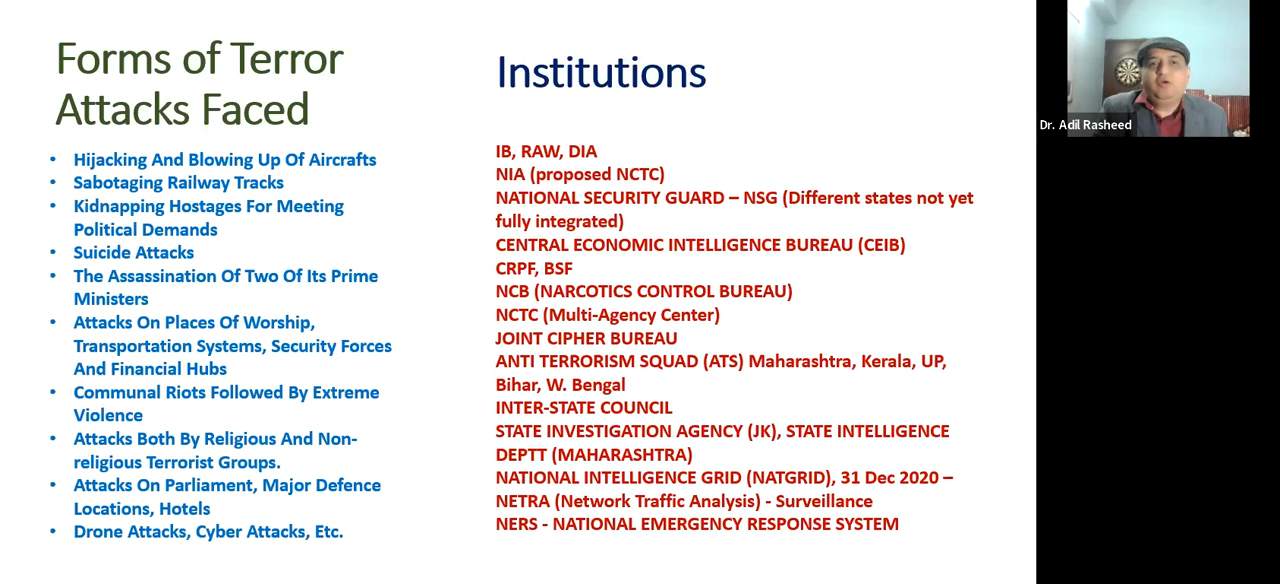 Forms of Terror
Attacks Faced
• Hijacking And Blowing Up Of Aircrafts
• Sabotaging Railway Tracks
• Kidnapping Hostages For Meeting
Political Demands
• Suicide Attacks
• The Assassination Of Two Of Its Prime
Ministers
• Attacks On Places Of Worship,
Transportation Systems, Security Forces
And Financial Hubs
• Communal Riots Followed By Extreme
Violence
• Attacks Both By Religious And Non-
religious Terrorist Groups.
• Attacks On Parliament, Major Defence
Locations, Hotels
• Drone Attacks, Cyber Attacks, Etc.
Institutions
IB, RAW, DIA
NIA (proposed NCTC)
NATIONAL SECURITY GUARD – NSG (Different states not yet
fully integrated)
CENTRAL ECONOMIC INTELLIGENCE BUREAU (CEIB)
CRPF, BSF
NCB (NARCOTICS CONTROL BUREAU)
NCTC (Multi-Agency Center)
JOINT CIPHER BUREAU
ANTI TERRORISM SQUAD (ATS) Maharashtra, Kerala, UP,
Bihar, W. Bengal
INTER-STATE COUNCIL
STATE INVESTIGATION AGENCY (JK), STATE INTELLIGENCE
DEPTT (MAHARASHTRA)
NATIONAL INTELLIGENCE GRID (NATGRID), 31 Dec 2020 –
NETRA (Network Traffic Analysis) - Surveillance
NERS - NATIONAL EMERGENCY RESPONSE SYSTEM
Dr. Adil Rasheed